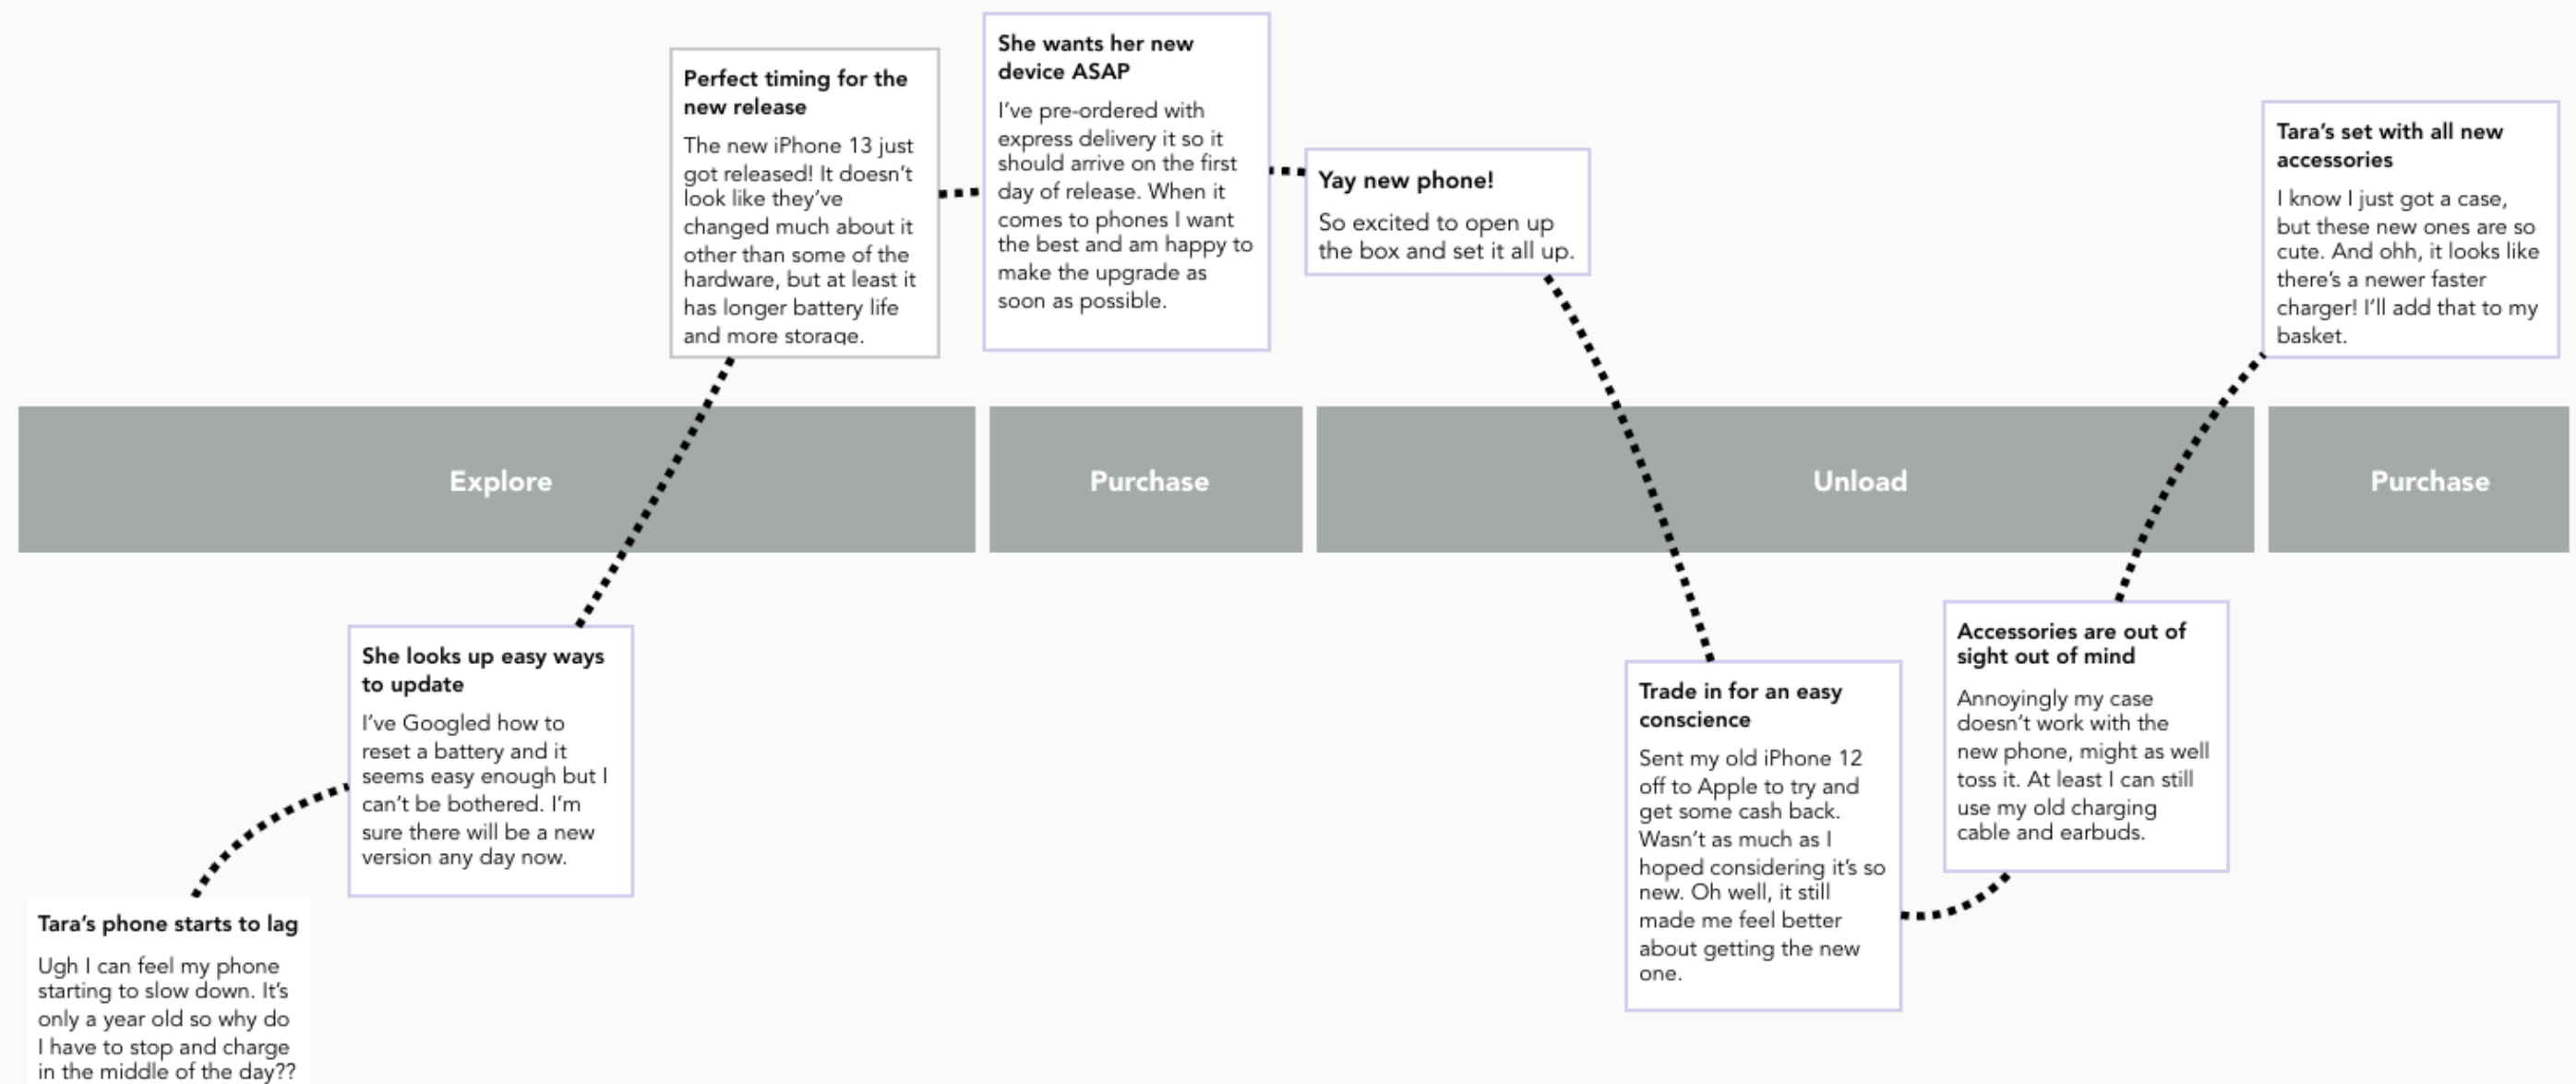 Perfect timing for the
new release
The new iPhone 13 just
got released! It doesn't
look like they've
changed much about it
other than some of the
hardware, but at least it
has longer battery life
and more storage.
She wants her new
device ASAP
I've pre-ordered with
express delivery it so it
should arrive on the first
day of release. When it
comes to phones I want
the best and am happy to
make the upgrade as
soon as possible.
Yay new phone!
So excited to open up
the box and set it all up.
Tara's set with all new
accessories
I know I just got a case,
but these new ones are so
cute. And ohh, it looks like
there's a newer faster
charger! I'll add that to my
basket.
Explore
Purchase
Unload
Purchase
Tara's phone starts to lag
Ugh I can feel my phone
starting to slow down. It's
only a year old so why do
I have to stop and charge
in the middle of the day??
She looks up easy ways
to update
I've Googled how to
reset a battery and it
seems easy enough but I
can't be bothered. I'm
sure there will be a new
version any day now.
Trade in for an easy
conscience
Sent my old iPhone 12
off to Apple to try and
get some cash back.
Wasn't as much as I
hoped considering it's so
new. Oh well, it still
made me feel better
about getting the new
one.
Accessories are out of
sight out of mind
Annoyingly my case
doesn't work with the
new phone, might as well
toss it. At least I can still
use my old charging
cable and earbuds.